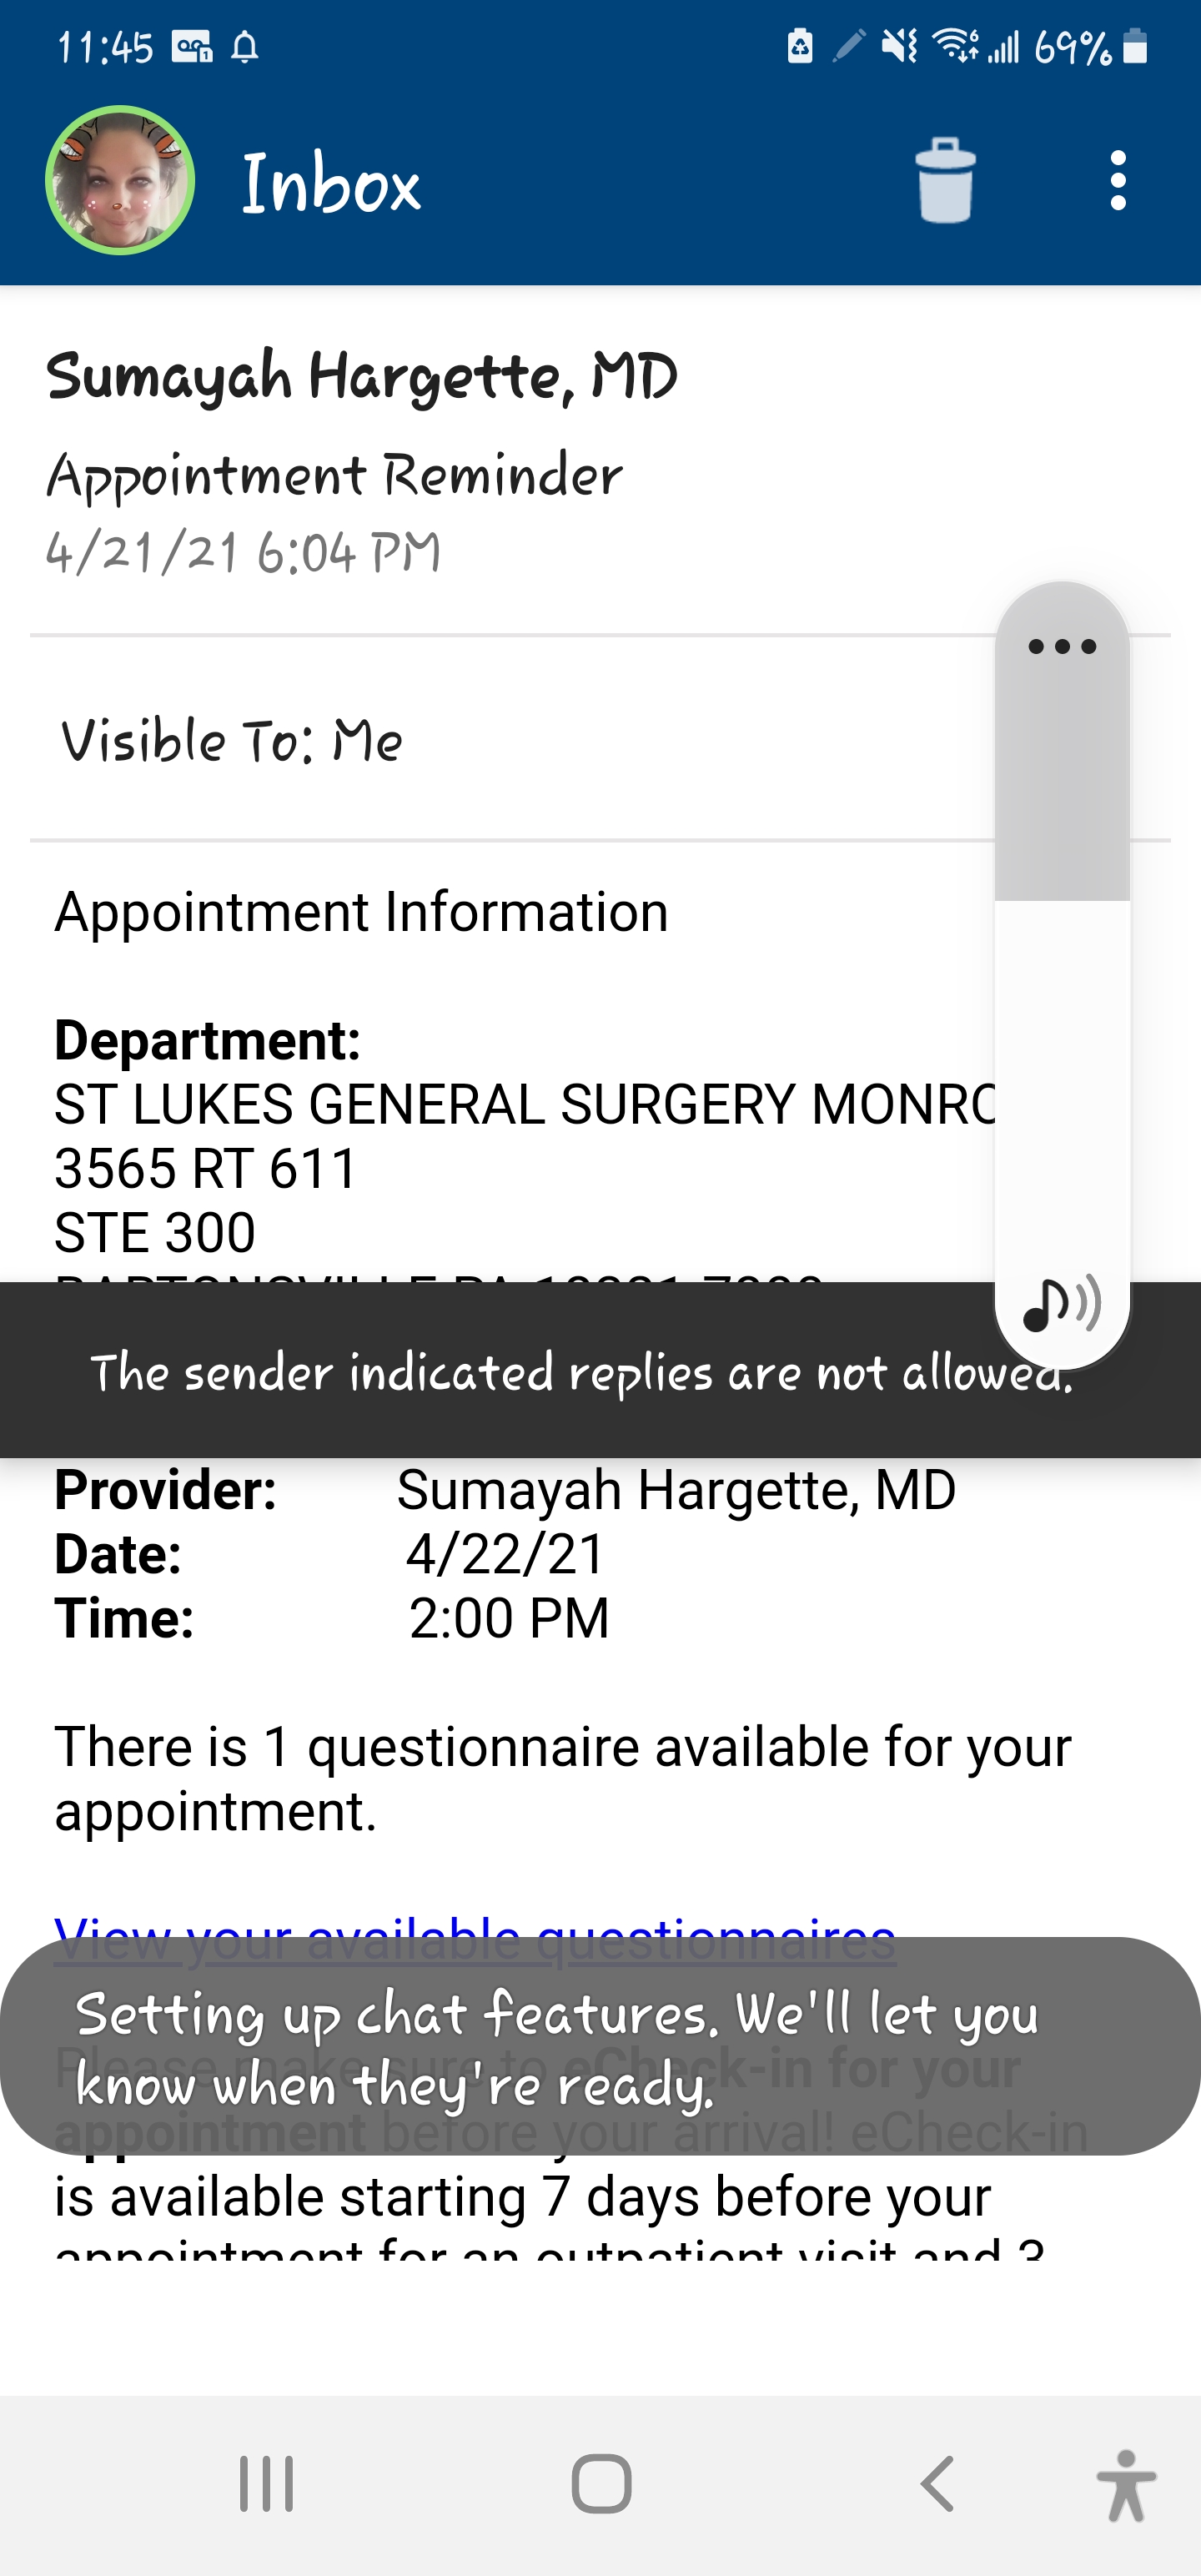 11:45
69%
Inbox
Sumayah Hargette, MD
Appointment Reminder
4/21/21 6:04 PM
Visible To: Me
Appointment Information
Department:
ST LUKES GENERAL SURGERY
3565 RT 611
STE 300
The sender indicated replies are not allowed.
Provider: Sumayah Hargette, MD
Date: 4/22/21
Time: 2:00 PM
There is 1 questionnaire available for your
appointment.
View your available questionnaires
Setting up chat features. We'll let you
know when they're ready.
Please make sure to eCheck-in for your
appointment before your arrival! eCheck-in
is available starting 7 days before your
appointment for an outpatient visit and 3